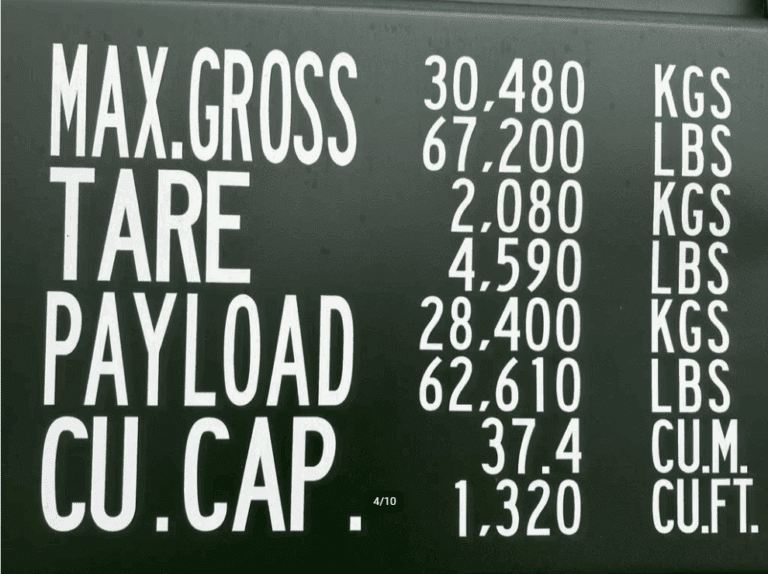 MAX.GROSS 30,480 KGS
67,200 LBS
TARE 2,080 KGS
4,590 LBS
PAYLOAD 28,400 KGS
62,610 LBS
CU.CAP. 37.4 CU.M.
4/10 1,320 CU.FT.